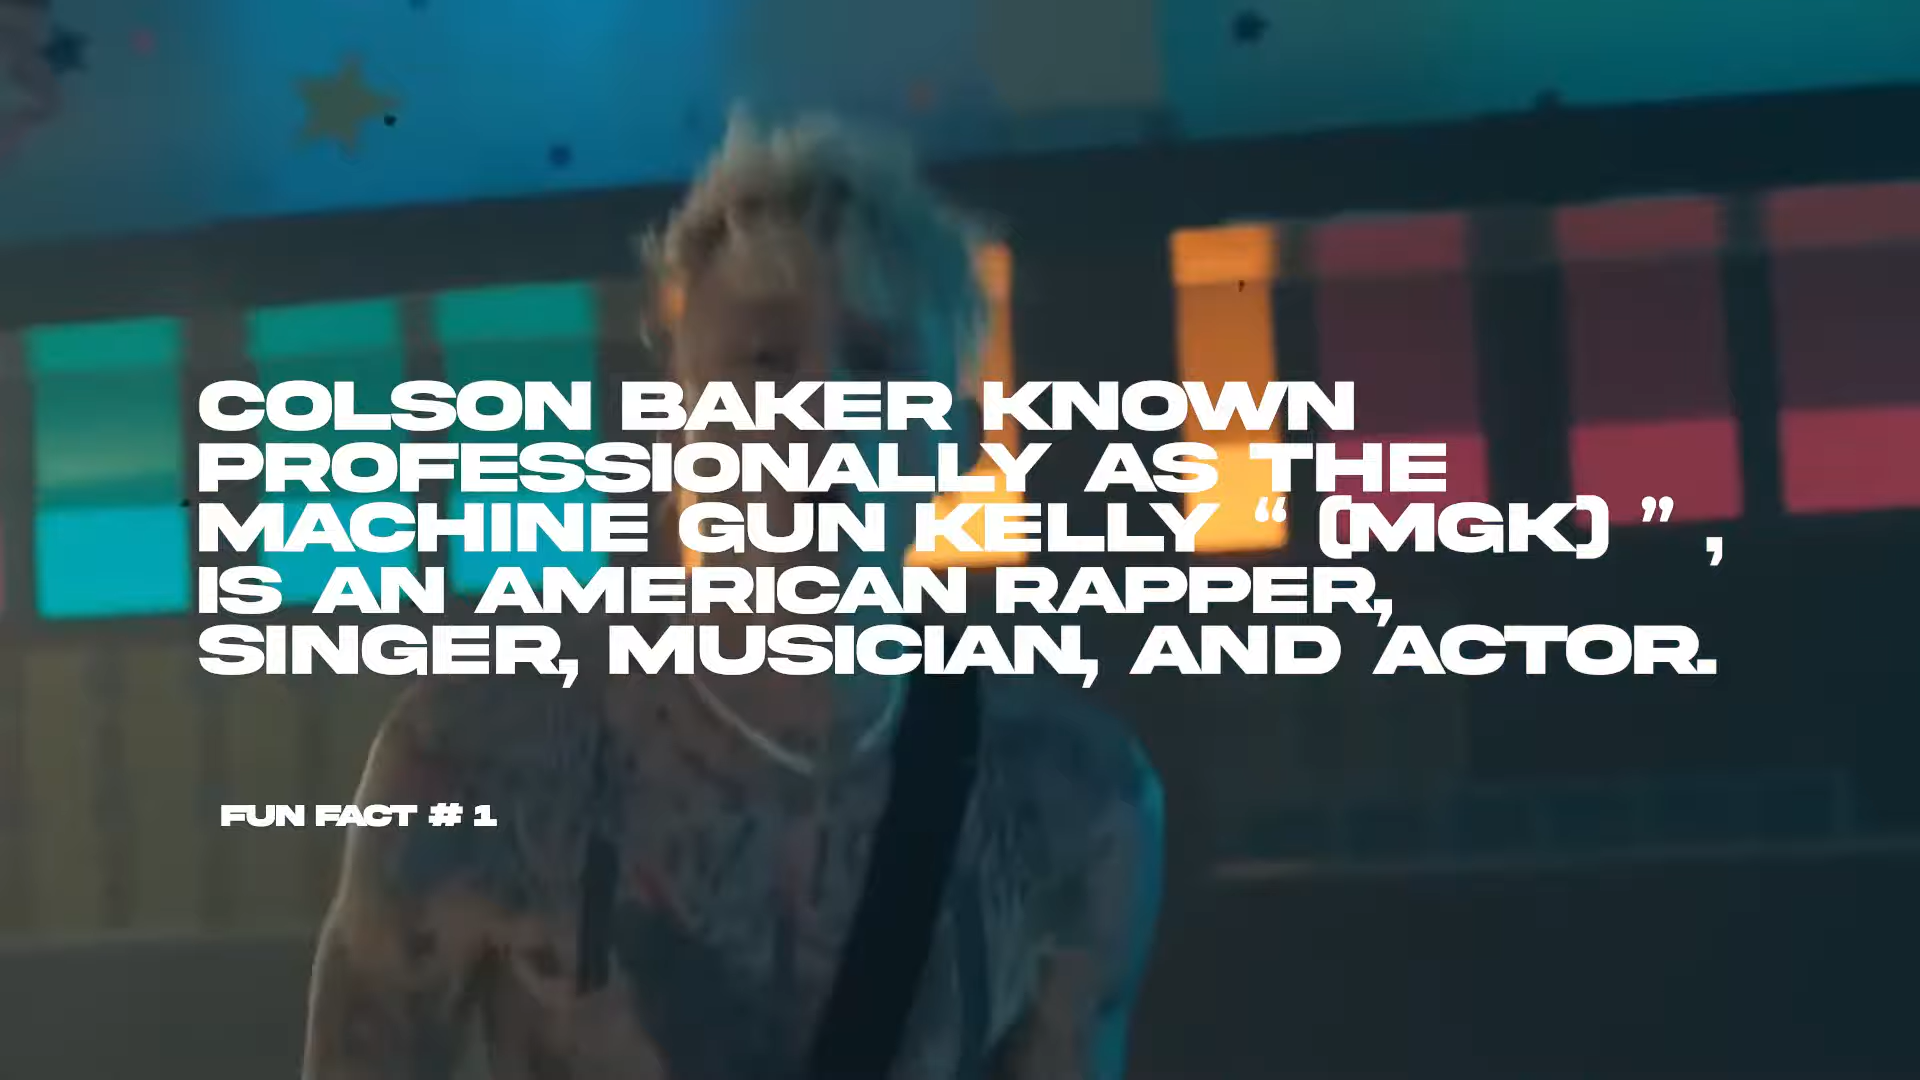 COLSON BAKER KNOWN
PROFESSIONALLY AS THE
MACHINE GUN KELLY “ (MGK) ” ,
IS AN AMERICAN RAPPER,
SINGER, MUSICIAN, AND ACTOR.
FUN FACT # 1